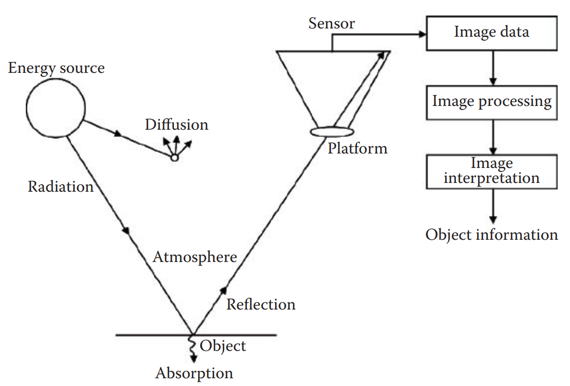 Sensor
Image data
Energy source
Diffusion
Image processing
Platform
Image
interpretation
Radiation
Object information
Atmosphere
Reflection
Object
Absorption